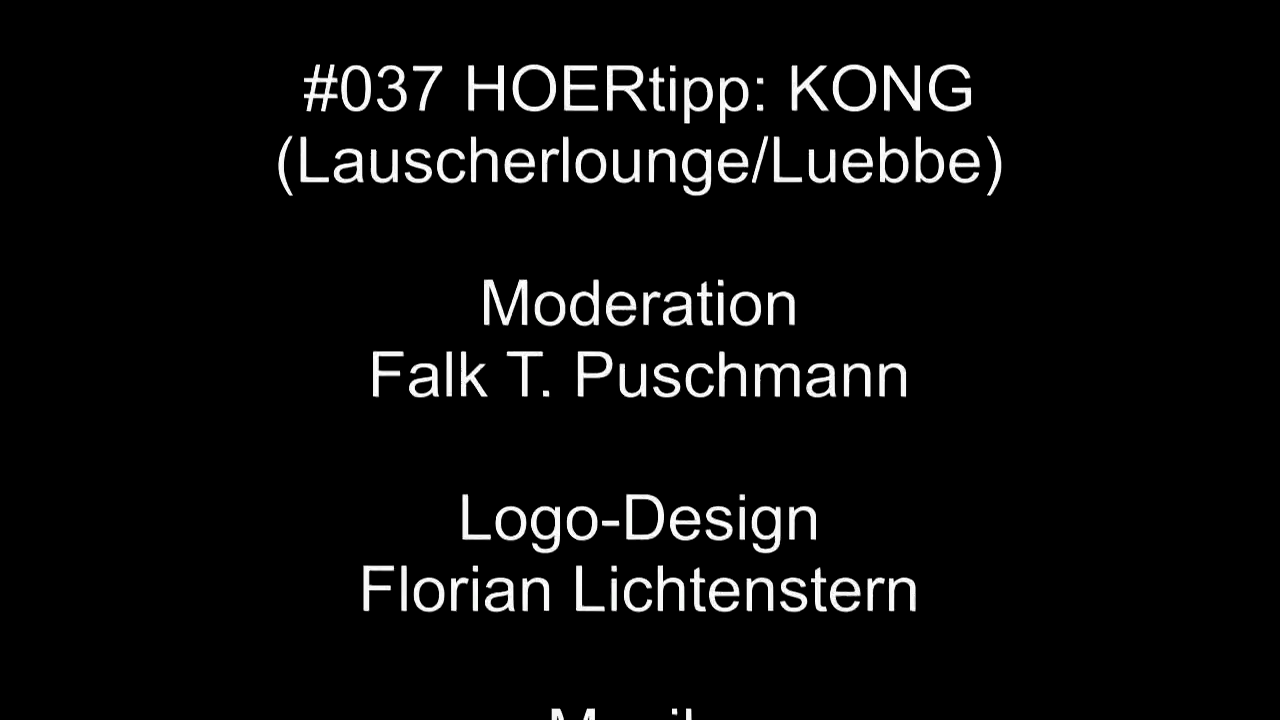 #037 HOERtipp: KONG
(Lauscherlounge/Luebbe)
Moderation
Falk T. Puschmann
Logo-Design
Florian Lichtenstern